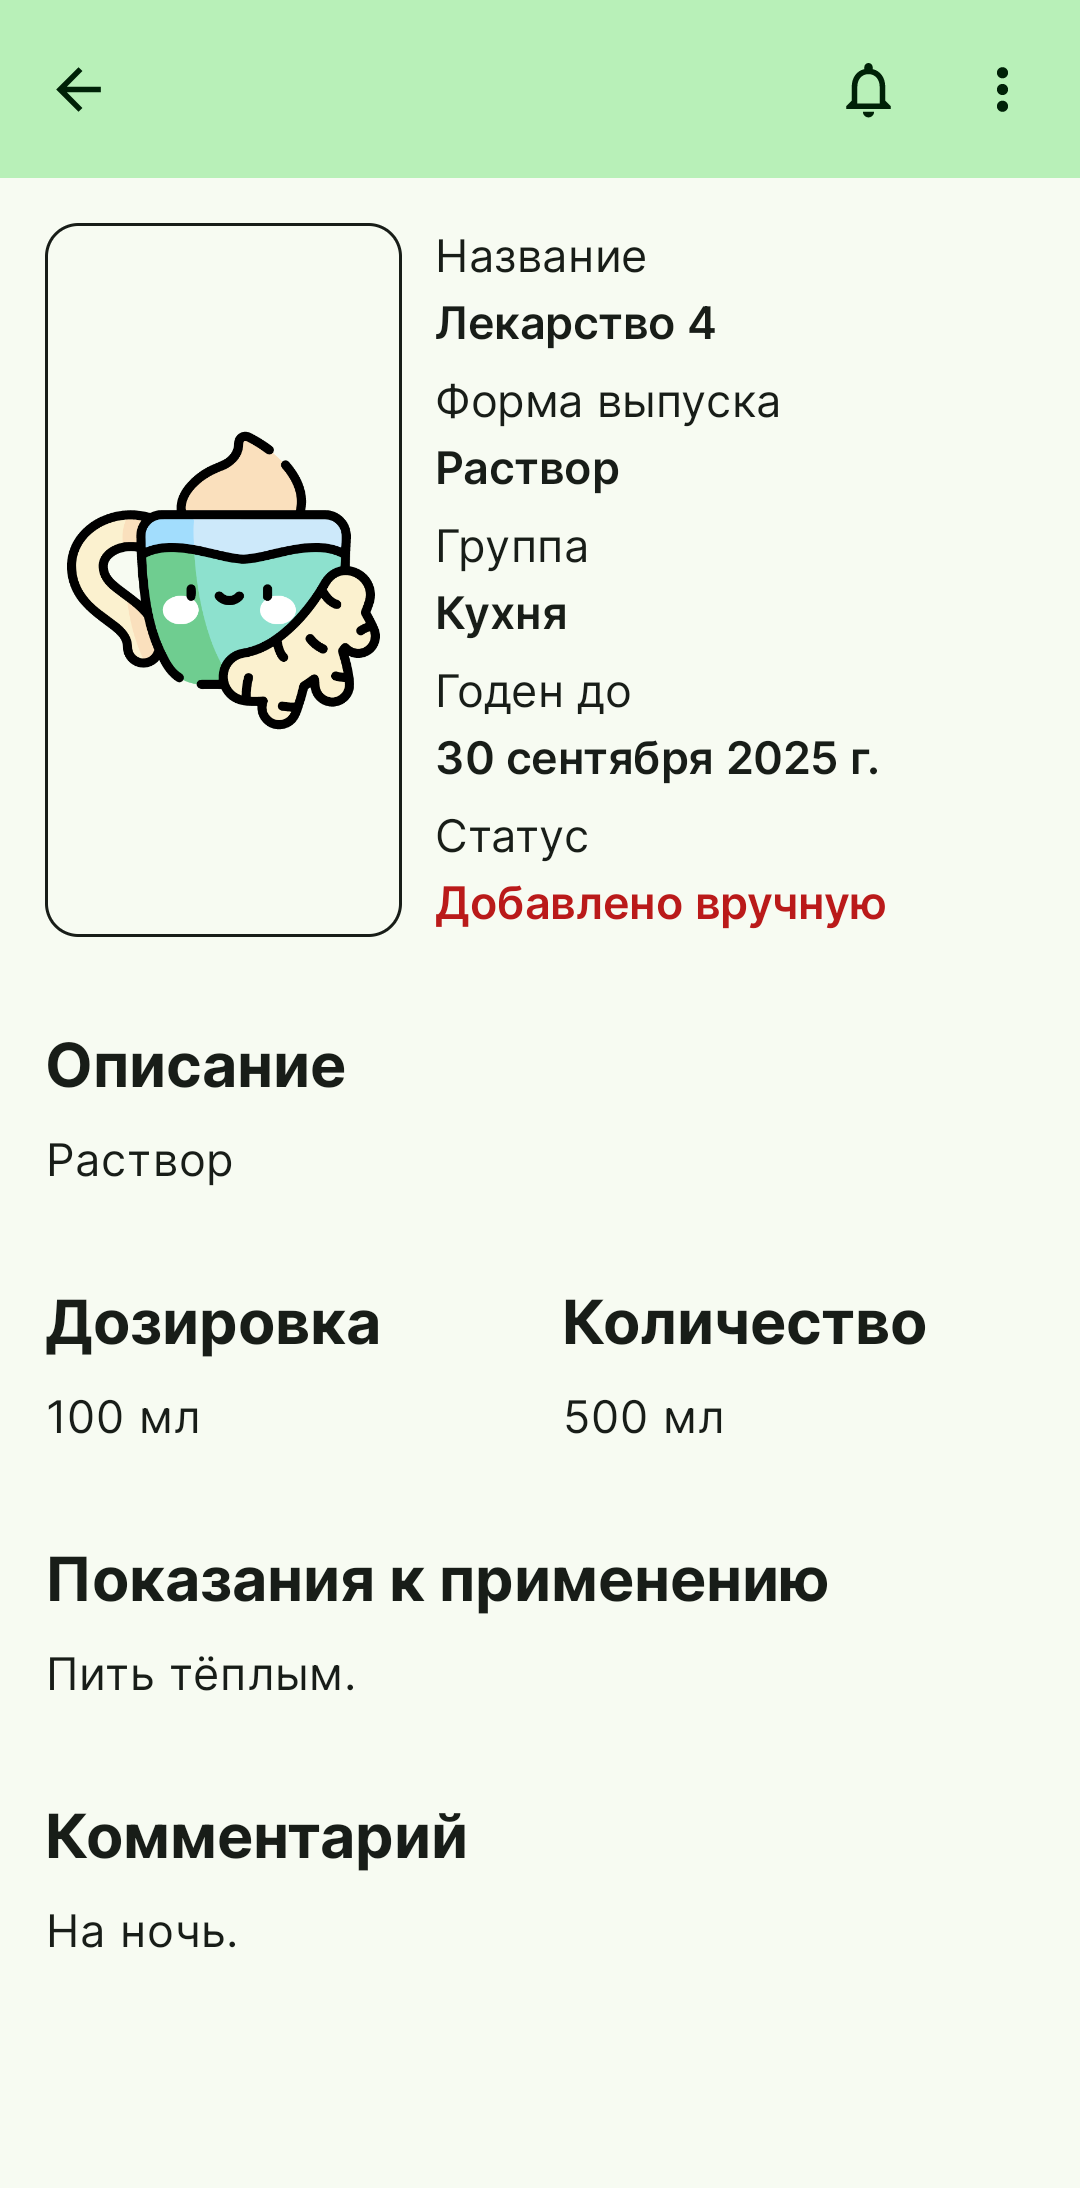 Название
Лекарство 4
Форма выпуска
Раствор
Группа
Кухня
Годен до
30 сентября 2025 г.
Статус
Добавлено вручную
Описание
Раствор
Дозировка
Количество
100 мл
500 мл
Показания к применению
Пить тёплым.
Комментарий
На ночь.